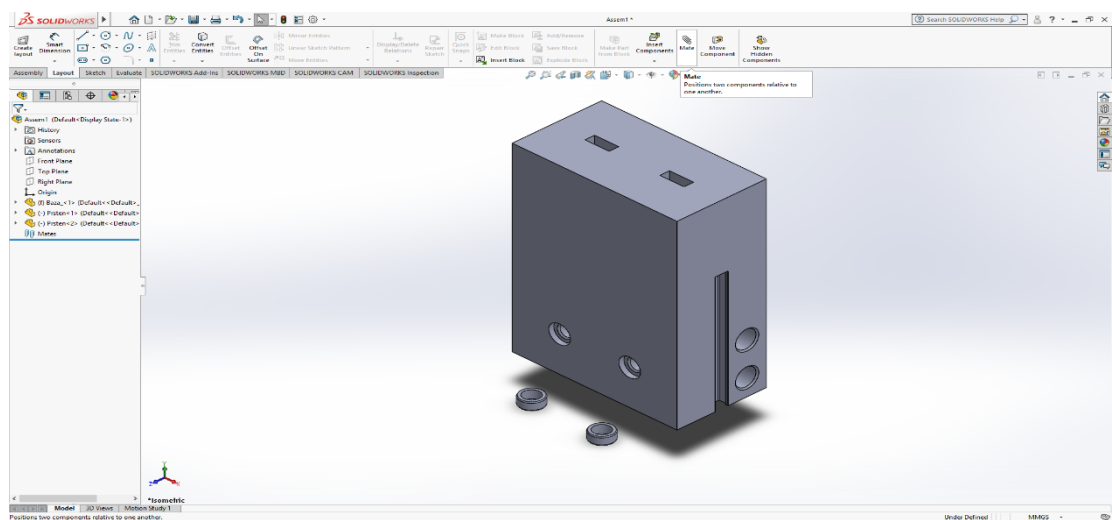 SOLIDWORKS
Assem1 *
Search SOLIDWORKS Help
Create layout
Smart Dimension
Trim Entities
Convert Entities
Offset Entities
Offset On Surface
Mirror Entities
Linear Sketch Pattern
Move Entities
Display/Delete Relations
Repair Sketch
Quick Snaps
Make Block
Edit Block
Insert Block
Add/Remove
Save Block
Explode Block
Make Part from Block
Insert Components
Mate
Move Component
Show Hidden Components
Assembly Layout Sketch Evaluate SOLIDWORKS Add-Ins SOLIDWORKS MBD SOLIDWORKS CAM SOLIDWORKS Inspection
Mate
Positions two components relative to
one another.
Assem1 (Default<Display State-1>)
History
Sensors
Annotations
Front Plane
Top Plane
Right Plane
Origin
(f) Baza_<1> (Default<<Default>_
(-) Prsten<1> (Default<<Default>
(-) Prsten<2> (Default<<Default>
Mates
*Isometric
Model 3D Views Motion Study 1
Positions two components relative to one another.
Under Defined MMGS